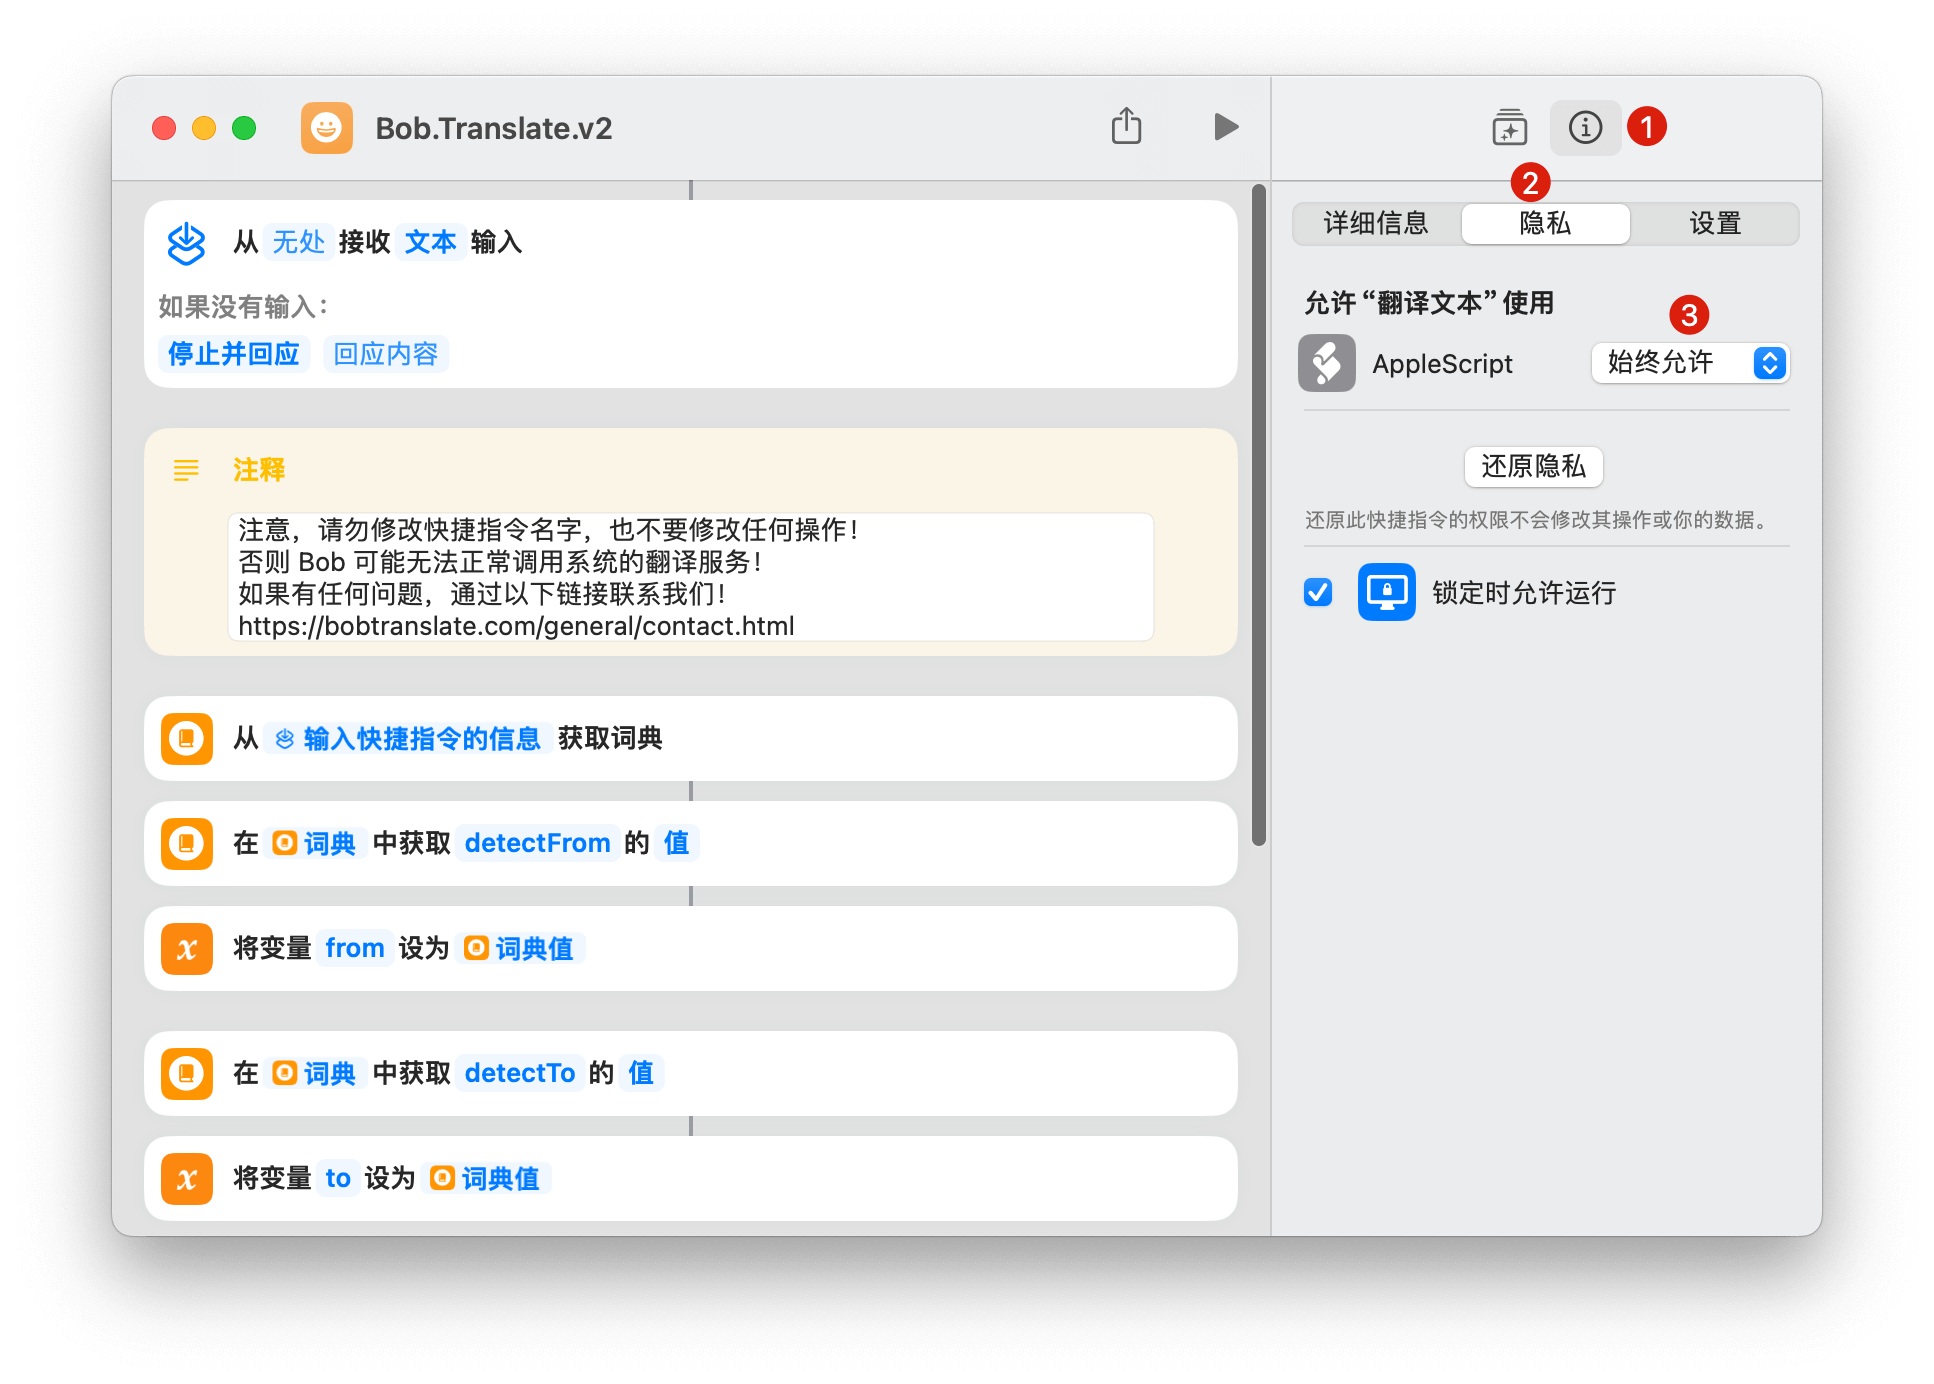 Bob.Translate.v2
1
2
详细信息
隐私
设置
从 无处 接收 文本 输入
如果没有输入：
停止并回应 回应内容
允许“翻译文本”使用
3
AppleScript
始终允许
还原隐私
还原此快捷指令的权限不会修改其操作或你的数据。
锁定时允许运行
注释
注意，请勿修改快捷指令名字，也不要修改任何操作！
否则 Bob 可能无法正常调用系统的翻译服务！
如果有任何问题，通过以下链接联系我们！
https://bobtranslate.com/general/contact.html
从 输入快捷指令的信息 获取词典
在 词典 中获取 detectFrom 的 值
x
将变量 from 设为 词典值
在 词典 中获取 detectTo 的 值
x
将变量 to 设为 词典值